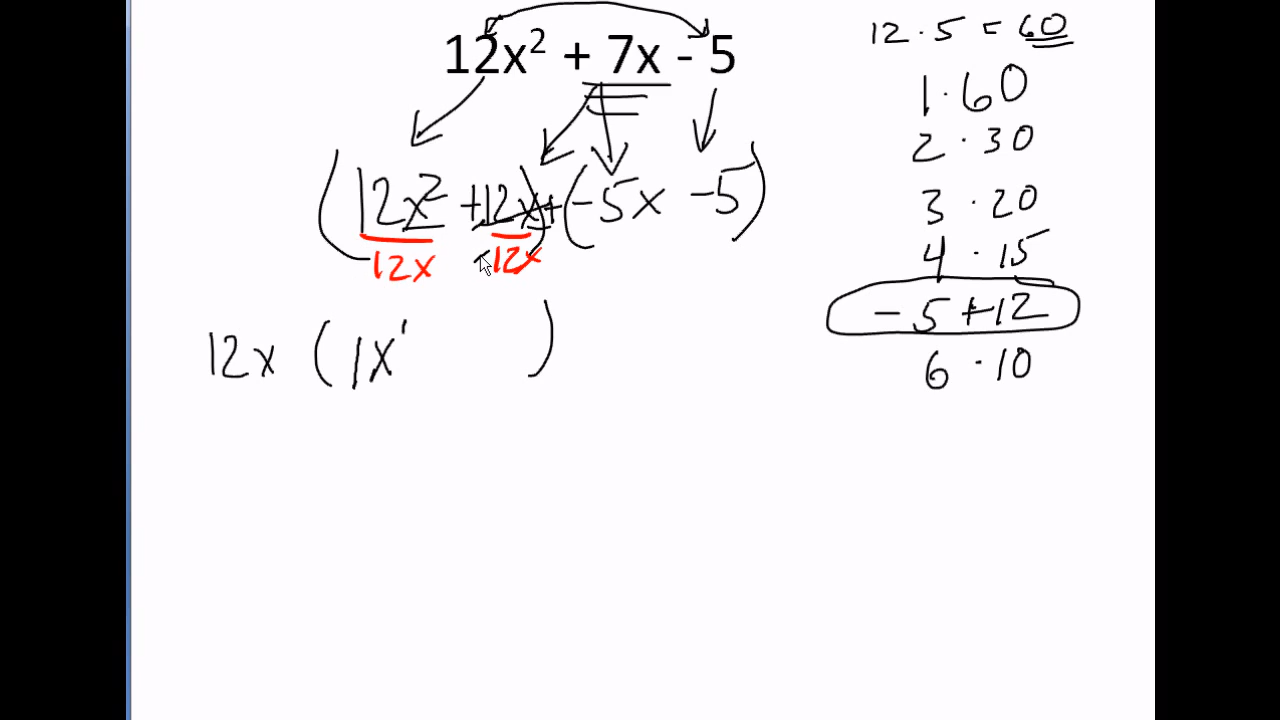 12x² + 7x - 5
(12x² +12x)+(-5x -5)
12x 12x
12x (1x¹ )
12 · 5 = 60
1 · 60
2 · 30
3 · 20
4 · 15
- 5 +12
6 · 10